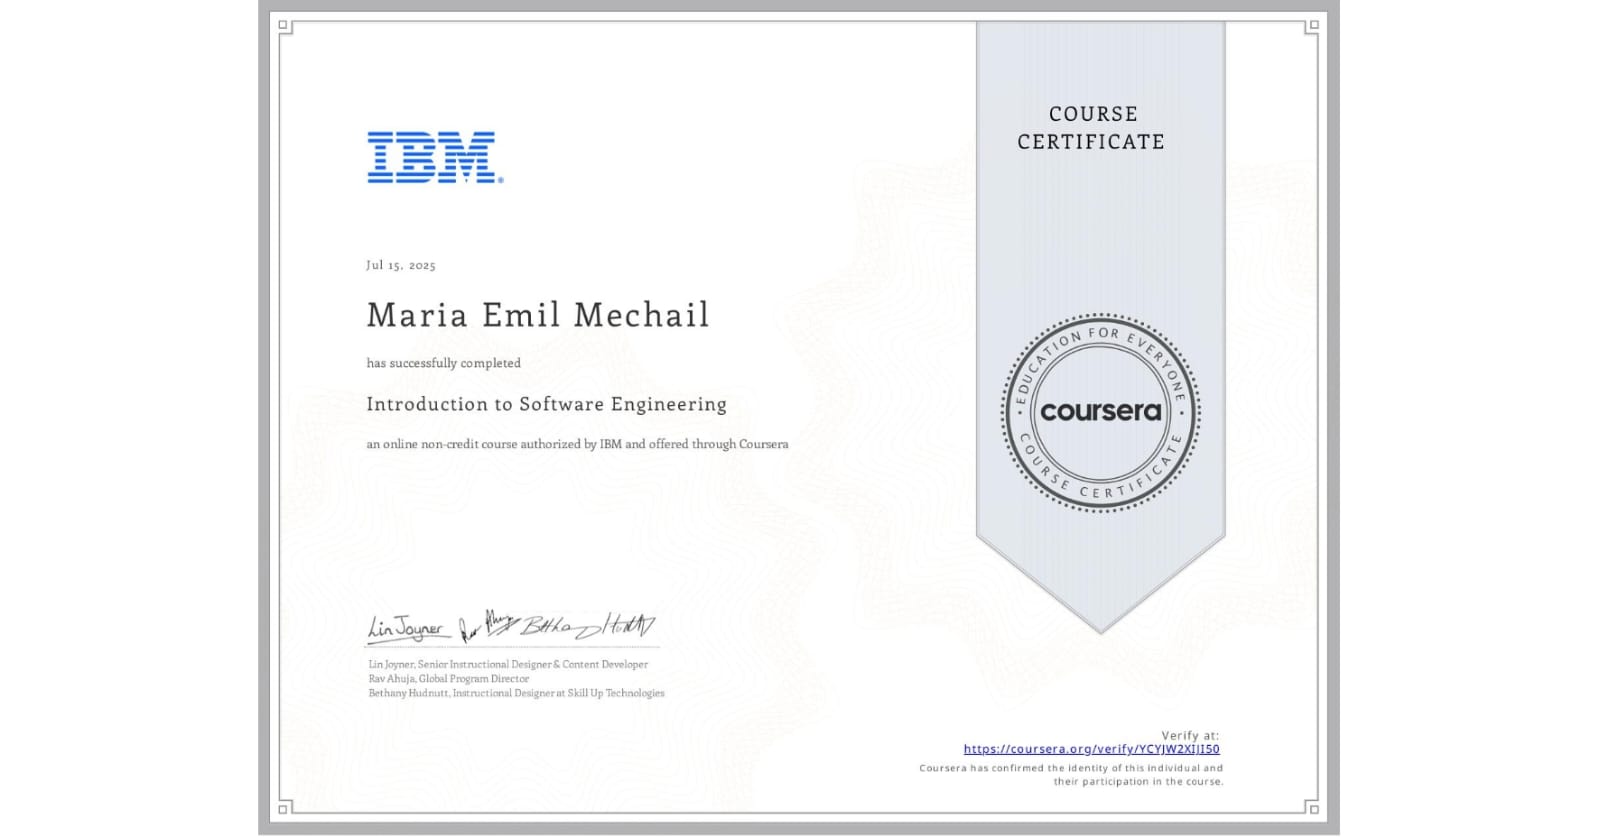 COURSE
CERTIFICATE
IBM
Jul 15, 2025
Maria Emil Mechail
has successfully completed
Introduction to Software Engineering
an online non-credit course authorized by IBM and offered through Coursera
EDUCATION FOR EVERYONE
coursera
COURSE CERTIFICATE
Lin Joyner
Lin Joyner, Senior Instructional Designer & Content Developer
Rav Ahuja, Global Program Director
Bethany Hudnutt, Instructional Designer at Skill Up Technologies
Verify at:
https://coursera.org/verify/YCYJW2XIJI50
Coursera has confirmed the identity of this individual and
their participation in the course.